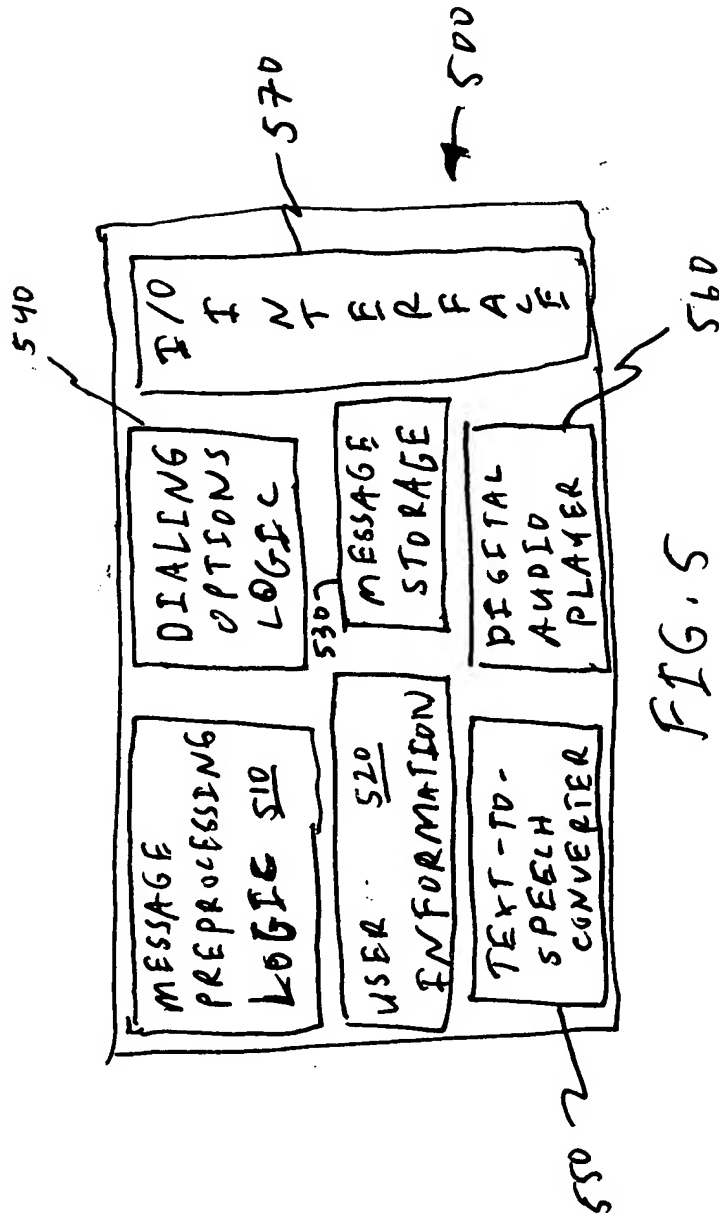 540
MESSAGE
PREPROCESSING
LOGIC 510
DIALING
OPTIONS
LOGIC
I/O
INTERFACE
570
USER 520
INFORMATION
530
MESSAGE
STORAGE
500
TEXT-TO-
SPEECH
CONVERTER
DIGITAL
AUDIO
PLAYER
550
560
FIG. 5